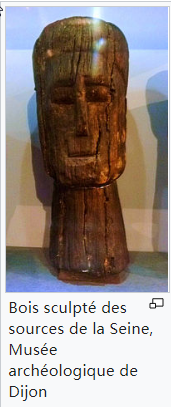 Bois sculpté des
sources de la Seine,
Musée
archéologique de
Dijon